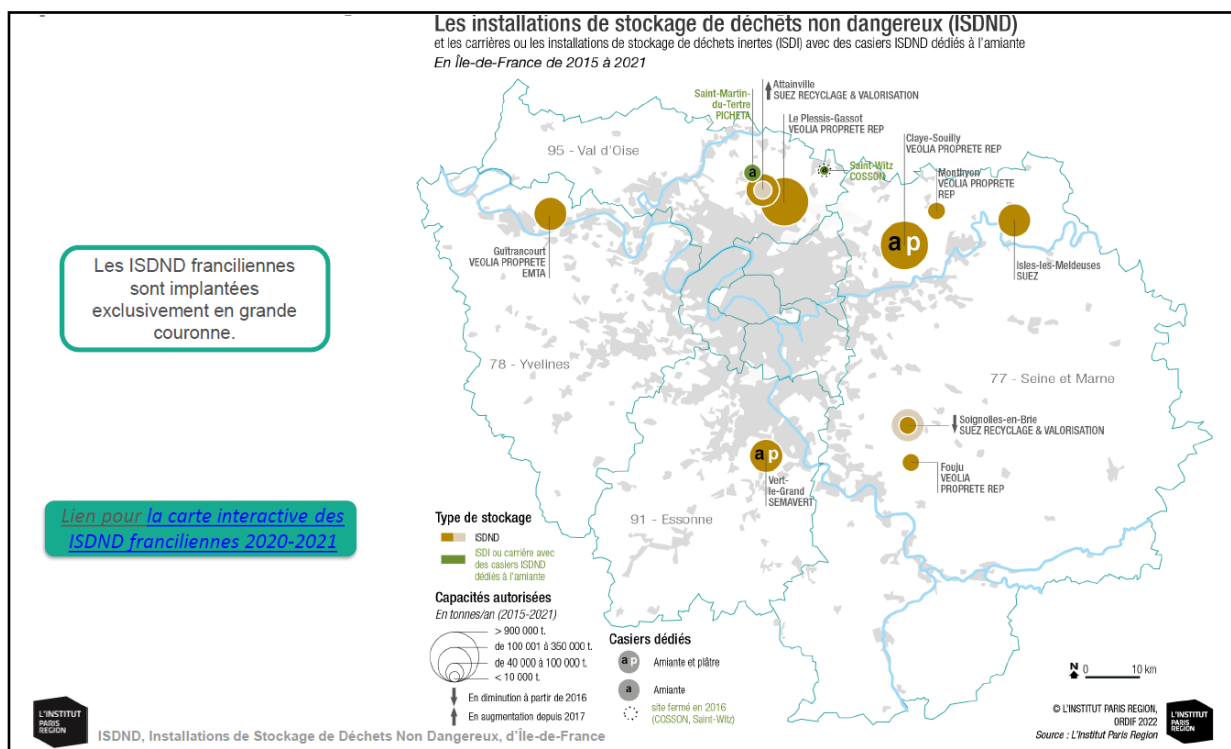 Les installations de stockage de déchets non dangereux (ISDND)
et les carrières ou les installations de stockage de déchets inertes (ISDI) avec des casiers ISDND dédiés à l'amiante
En Île-de-France de 2015 à 2021
Attainville
SUEZ RECYCLAGE & VALORISATION
Saint-Martin-
du-Tertre
PICHETA
Le Plessis-Gassot
VEOLIA PROPRETE REP
Claye-Souilly
VEOLIA PROPRETE REP
95 - Val d'Oise
a
a
Saint-Witz
COSSON
Monthyon
VEOLIA PROPRETE
REP
a p
Guitrancourt
VEOLIA PROPRETE
EMTA
Isles-les-Meldeuses
SUEZ
Les ISDND franciliennes
sont implantées
exclusivement en grande
couronne.
78 - Yvelines
77 - Seine et Marne
Soignolles-en-Brie
SUEZ RECYCLAGE & VALORISATION
a p
Fouju
VEOLIA
PROPRETE REP
Vert-
le-Grand
SEMAVERT
91 - Essonne
Lien pour la carte interactive des
ISDND franciliennes 2020-2021
Type de stockage
ISDND
ISDI ou carrière avec
des casiers ISDND
dédiés à l'amiante
Capacités autorisées
En tonnes/an (2015-2021)
> 900 000 t.
de 100 001 à 350 000 t.
de 40 000 à 100 000 t.
< 10 000 t.
En diminution à partir de 2016
En augmentation depuis 2017
Casiers dédiés
a p Amiante et plâtre
a Amiante
site fermé en 2016
(COSSON, Saint-Witz)
N 0 10 km
© L'INSTITUT PARIS REGION,
ORDIF 2022
Source : L'Institut Paris Region
L'INSTITUT
PARIS
REGION
L'INSTITUT
PARIS
REGION
ISDND, Installations de Stockage de Déchets Non Dangereux, d'Île-de-France